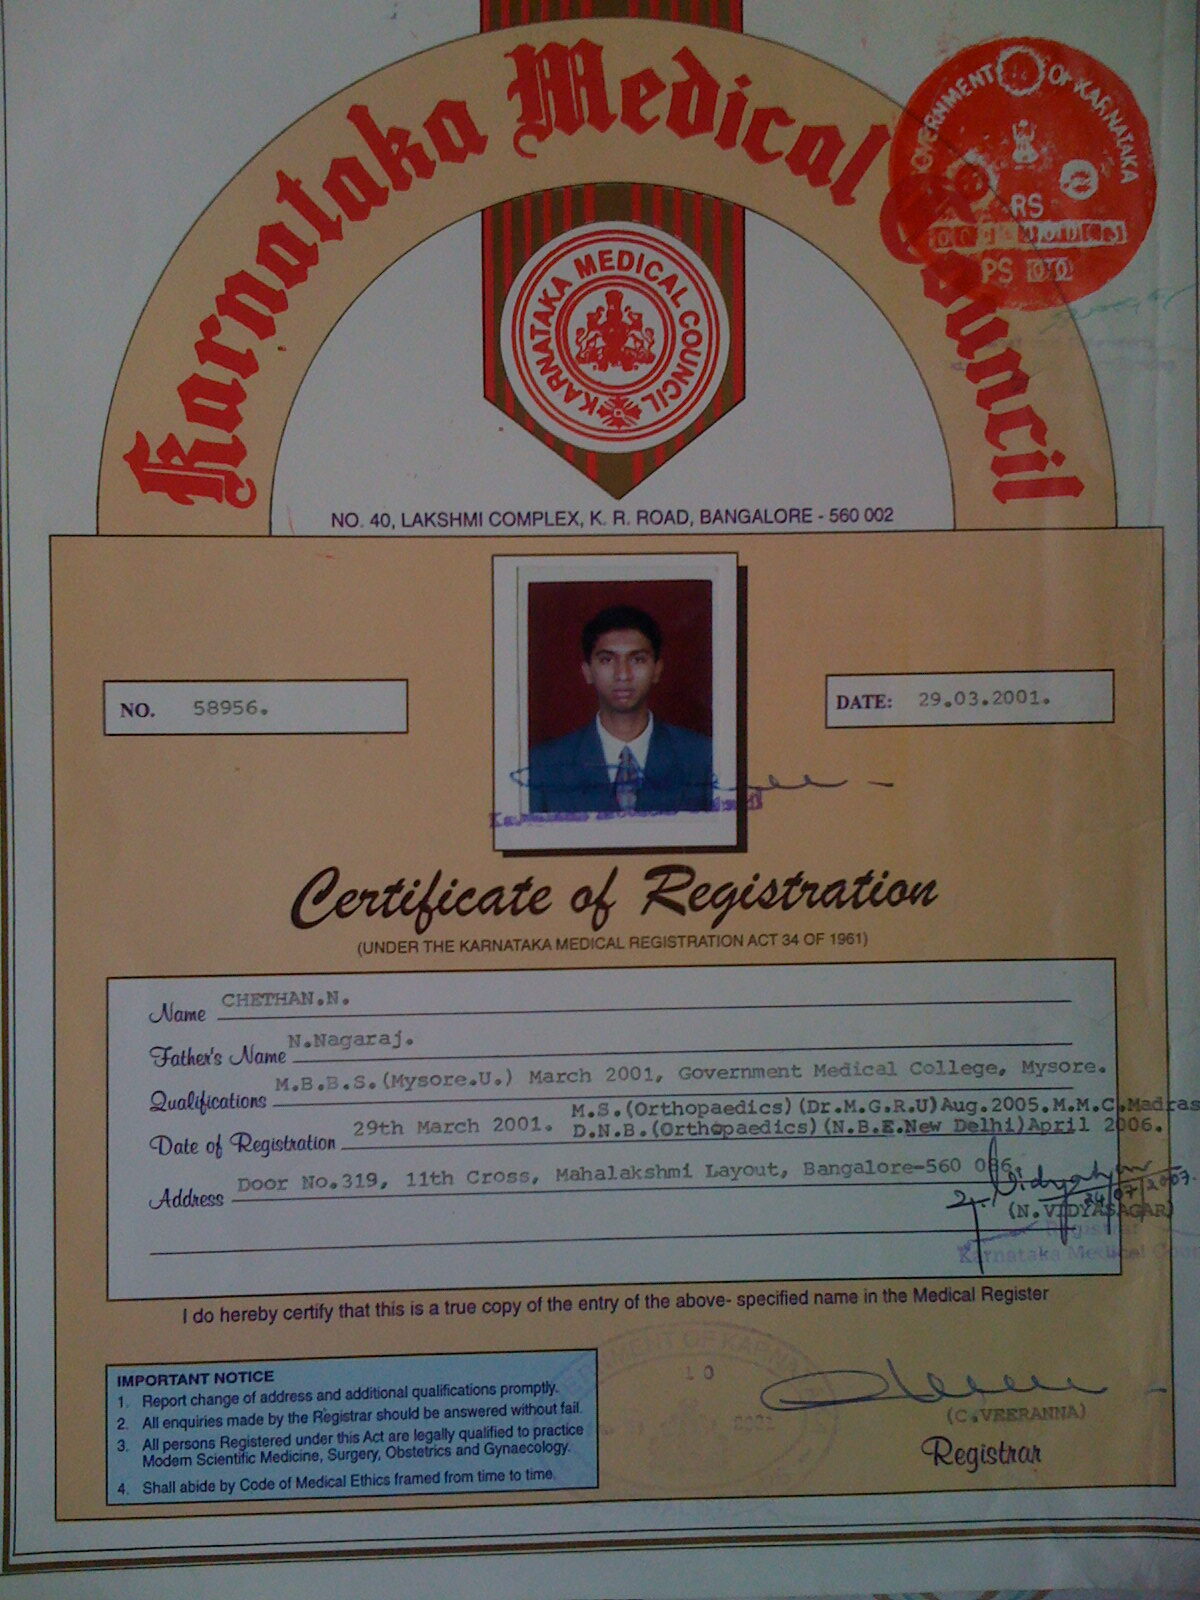 Karnataka Medical Council
GOVERNMENT OF KARNATAKA
RS
PS
KARNATAKA MEDICAL COUNCIL
NO. 40, LAKSHMI COMPLEX, K. R. ROAD, BANGALORE - 560 002
NO. 58956.
DATE: 29.03.2001.
Certificate of Registration
(UNDER THE KARNATAKA MEDICAL REGISTRATION ACT 34 OF 1961)
Name CHETHAN.N.
Father's Name N.Nagaraj.
Qualifications M.B.B.S.(Mysore.U.) March 2001, Government Medical College, Mysore.
M.S.(Orthopaedics)(Dr.M.G.R.U)Aug.2005.M.M.C.Madras
Date of Registration 29th March 2001. D.N.B.(Orthopaedics)(N.B.E.New Delhi)April 2006.
Address Door No.319, 11th Cross, Mahalakshmi Layout, Bangalore-560 086.
24/07/2007.
(N.VIDYASAGAR)
Registrar
Karnataka Medical
I do hereby certify that this is a true copy of the entry of the above- specified name in the Medical Register
IMPORTANT NOTICE
1. Report change of address and additional qualifications promptly.
2. All enquiries made by the Registrar should be answered without fail.
3. All persons Registered under this Act are legally qualified to practice
Modern Scientific Medicine, Surgery, Obstetrics and Gynaecology.
4. Shall abide by Code of Medical Ethics framed from time to time.
(C.VEERANNA)
Registrar